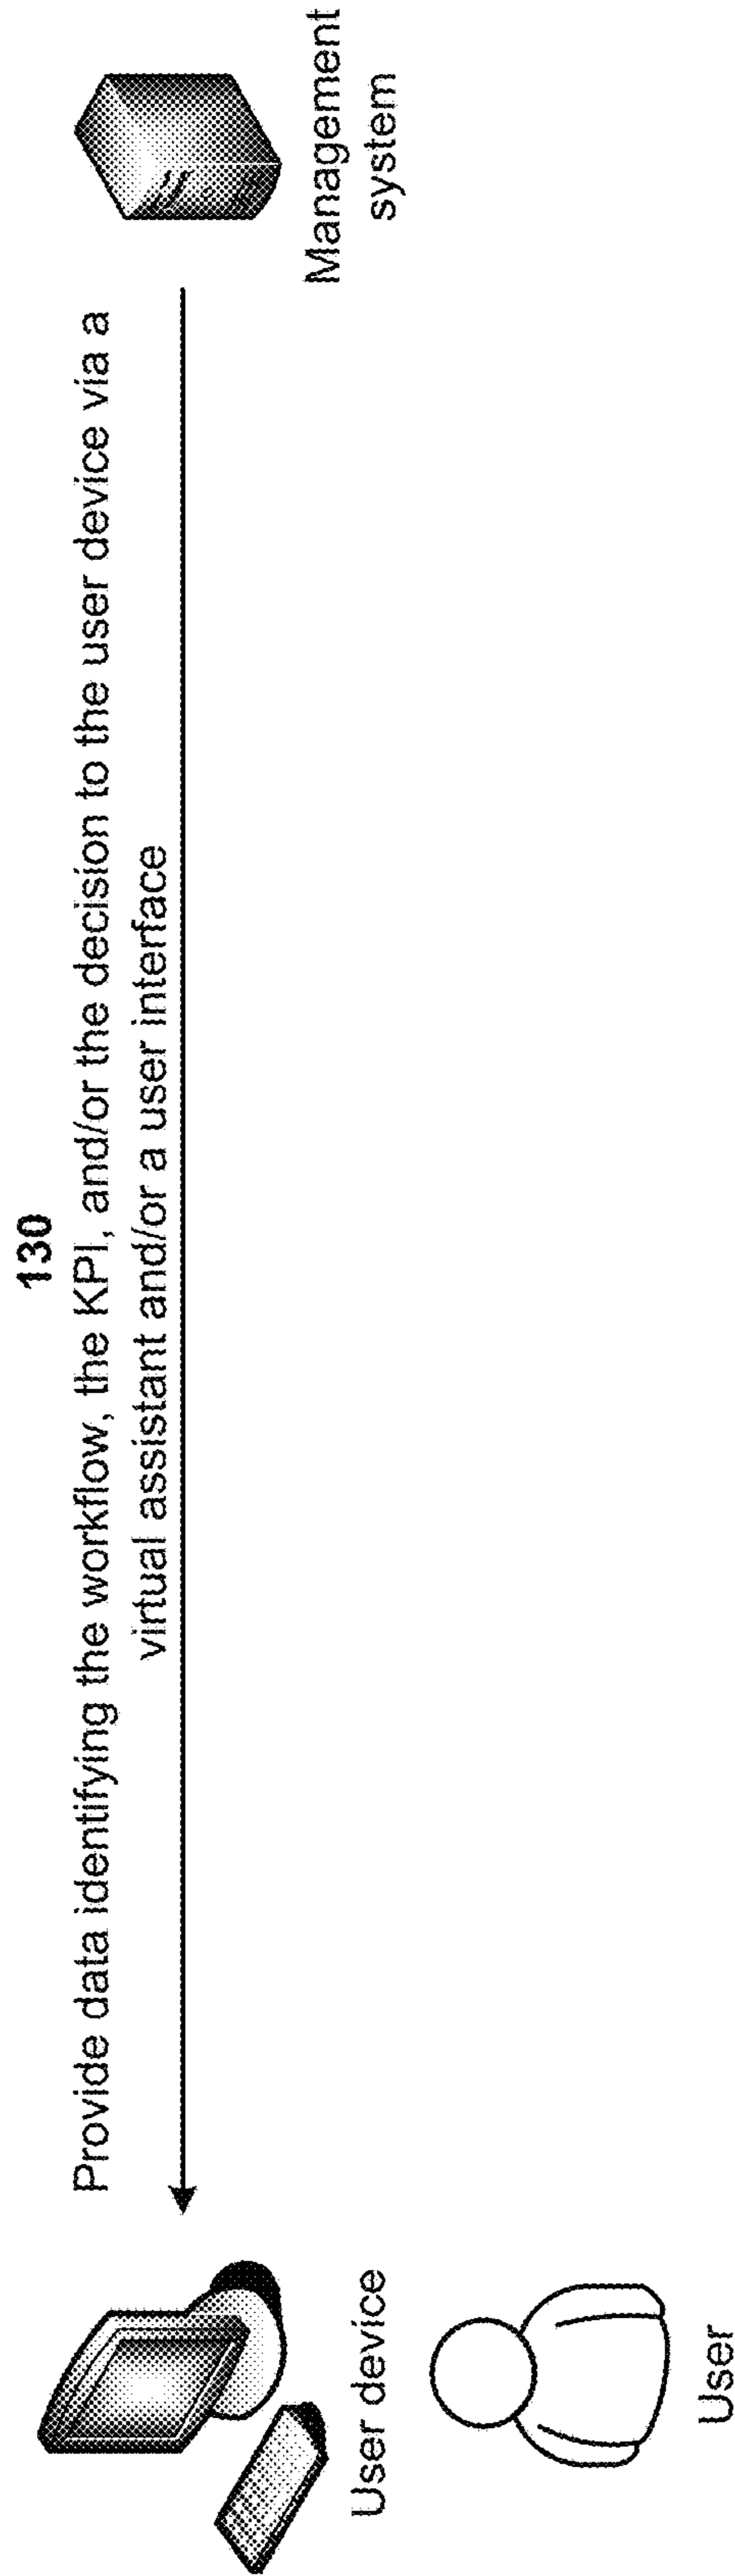 130
Provide data identifying the workflow, the KPI, and/or the decision to the user device via a
virtual assistant and/or a user interface
Management
system
User device
User